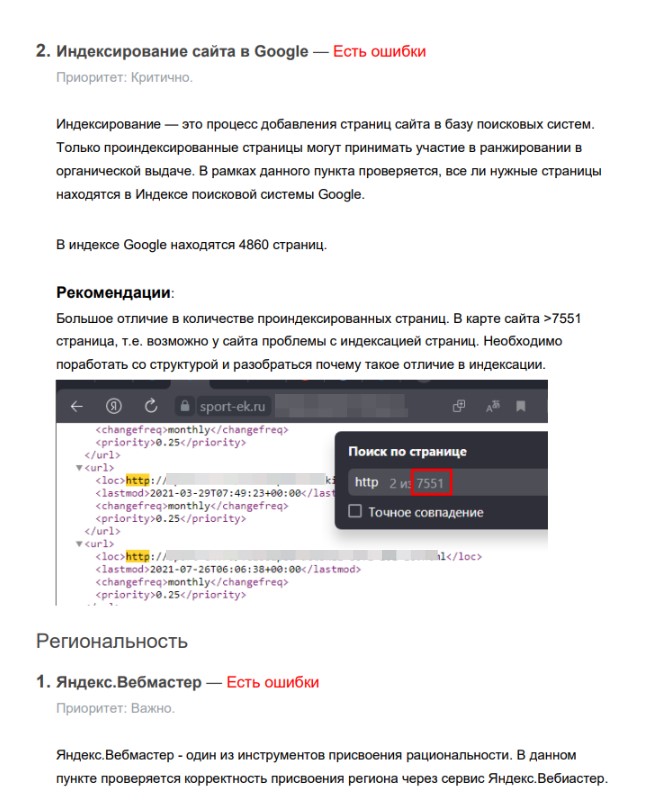 2. Индексирование сайта в Google — Есть ошибки
Приоритет: Критично.
Индексирование — это процесс добавления страниц сайта в базу поисковых систем.
Только проиндексированные страницы могут принимать участие в ранжировании в
органической выдаче. В рамках данного пункта проверяется, все ли нужные страницы
находятся в Индексе поисковой системы Google.
В индексе Google находятся 4860 страниц.
Рекомендации:
Большое отличие в количестве проиндексированных страниц. В карте сайта >7551
страница, т.е. возможно у сайта проблемы с индексацией страниц. Необходимо
поработать со структурой и разобраться почему такое отличие в индексации.
sport-ek.ru
<changefreq>monthly</changefreq>
<priority>0.25</priority>
</url>
▼<url>
<loc>http://
<lastmod>2021-03-29T07:49:23+00:00</last
<changefreq>monthly</changefreq>
<priority>0.25</priority>
</url>
▼<url>
<loc>http:// </loc>
<lastmod>2021-07-26T06:06:38+00:00</lastmod>
<changefreq>monthly</changefreq>
<priority>0.25</priority>
Поиск по странице
http 2 из 7551
Точное совпадение
Региональность
1. Яндекс.Вебмастер — Есть ошибки
Приоритет: Важно.
Яндекс.Вебмастер - один из инструментов присвоения рациональности. В данном
пункте проверяется корректность присвоения региона через сервис Яндекс.Вебиастер.